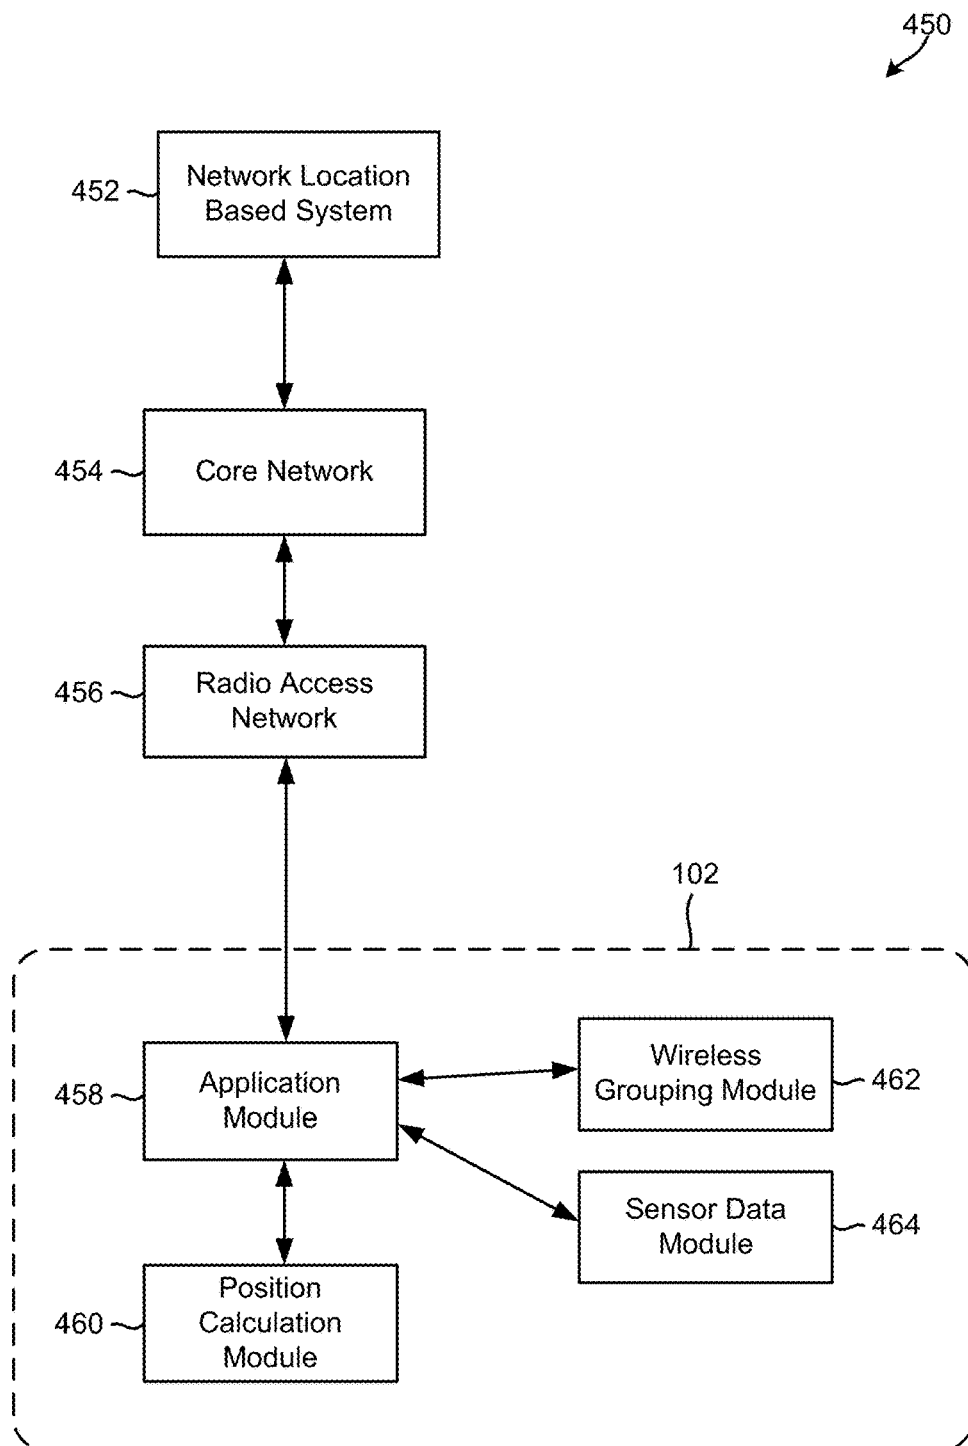 450
Network Location
Based System
452
Core Network
454
Radio Access
Network
456
102
Application
Module
458
Wireless
Grouping Module
462
Sensor Data
Module
464
Position
Calculation
Module
460